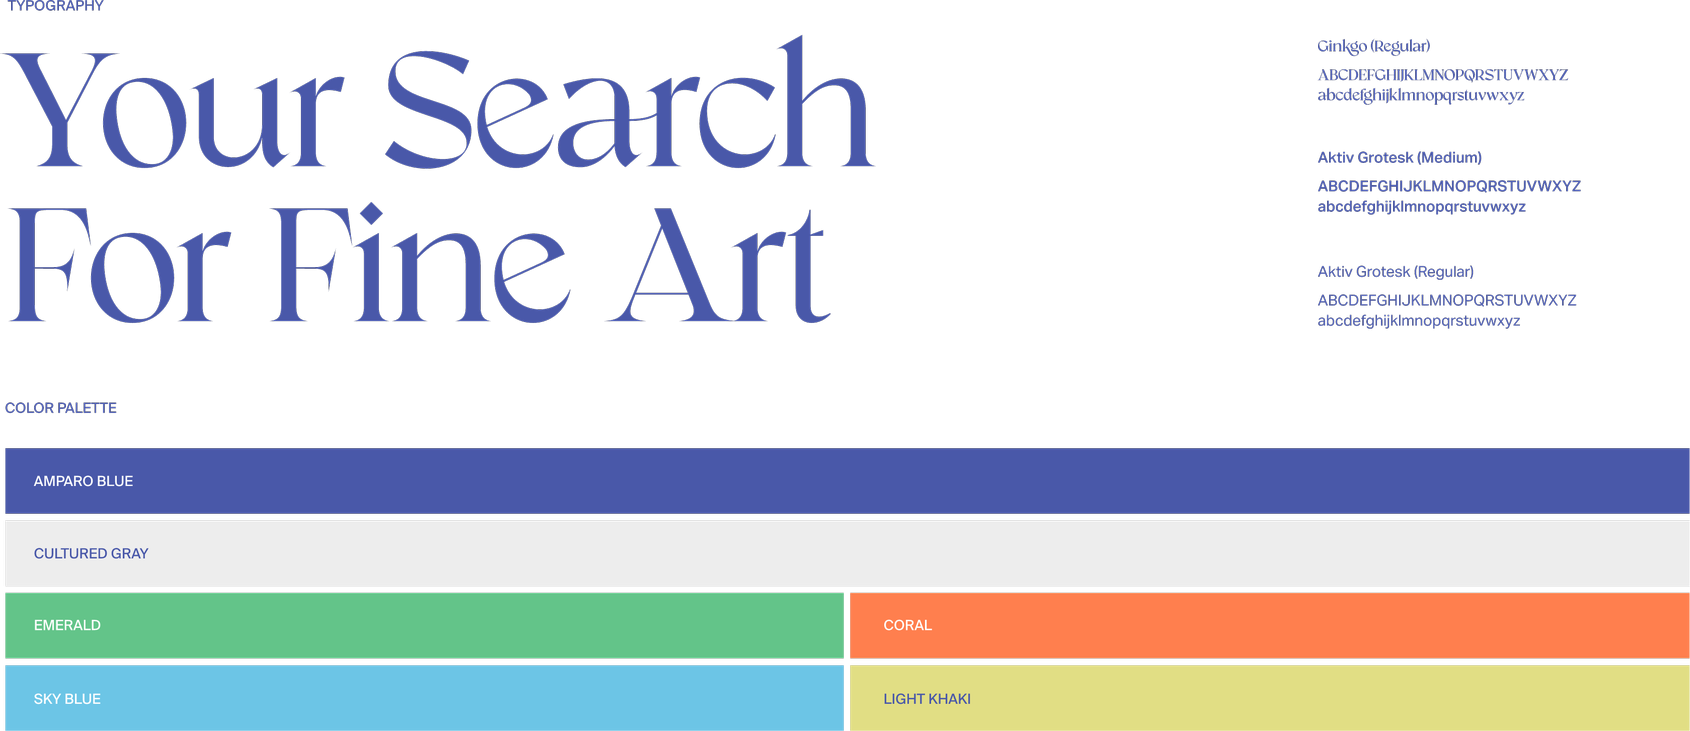 TYPOGRAPHY
Your Search
For Fine Art
Ginkgo (Regular)
ABCDEFGHIJKLMNOPQRSTUVWXYZ
abcdefghijklmnopqrstuvwxyz
Aktiv Grotesk (Medium)
ABCDEFGHIJKLMNOPQRSTUVWXYZ
abcdefghijklmnopqrstuvwxyz
Aktiv Grotesk (Regular)
ABCDEFGHIJKLMNOPQRSTUVWXYZ
abcdefghijklmnopqrstuvwxyz
COLOR PALETTE
AMPARO BLUE
CULTURED GRAY
EMERALD
CORAL
SKY BLUE
LIGHT KHAKI